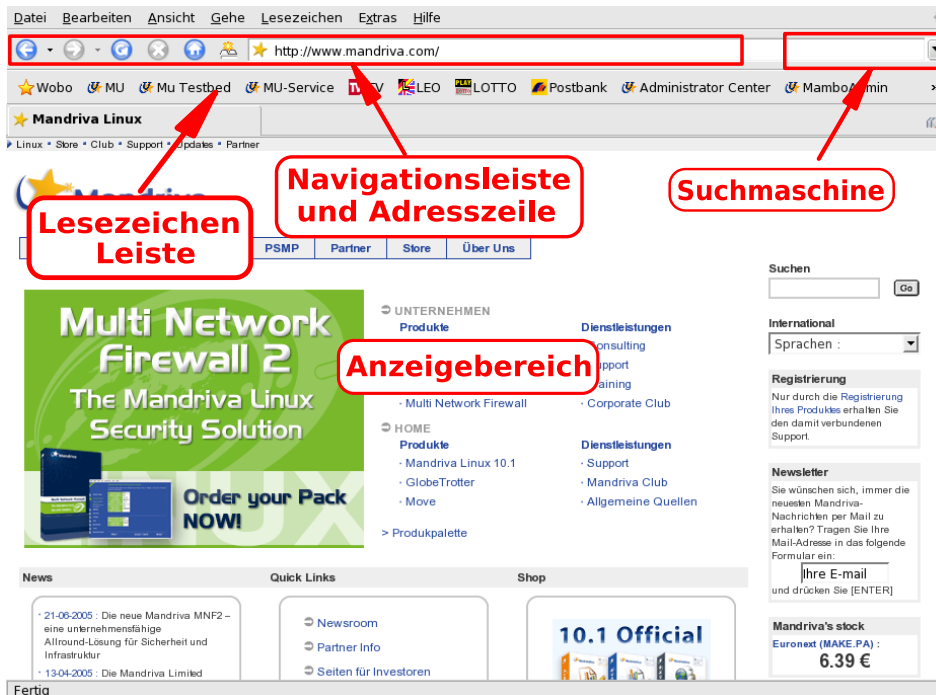 Datei Bearbeiten Ansicht Gehe Lesezeichen Extras Hilfe
http://www.mandriva.com/
Wobo MU Mu Testbed MU-Service TV LEO LOTTO Postbank Administrator Center MamboAdmin »
Mandriva Linux
Linux Store Club Support Updates Partner
Mandriva
Navigationsleiste
und Adresszeile
Suchmaschine
Lesezeichen
Leiste
PSMP Partner Store Über Uns
Suchen
Go
International
Sprachen :
Registrierung
Nur durch die Registrierung
Ihres Produktes erhalten Sie
den damit verbundenen
Support.
Newsletter
Sie wünschen sich, immer die
neuesten Mandriva-
Nachrichten per Mail zu
erhalten? Tragen Sie Ihre
Mail-Adresse in das folgende
Formular ein:
Ihre E-mail
und drücken Sie [ENTER]
Mandriva's stock
Euronext (MAKE.PA) :
6.39 €
Multi Network
Firewall 2
The Mandriva Linux
Security Solution
Order your Pack
NOW!
UNTERNEHMEN
Produkte Dienstleistungen
Anzeigebereich
· Multi Network Firewall · Corporate Club
HOME
Produkte Dienstleistungen
· Mandriva Linux 10.1 · Support
· GlobeTrotter · Mandriva Club
· Move · Allgemeine Quellen
> Produkpalette
News Quick Links Shop
21-06-2005 : Die neue Mandriva MNF2 –
eine unternehmensfähige
Allround-Lösung für Sicherheit und
Infrastruktur
13-04-2005 : Die Mandriva Limited
Newsroom
Partner Info
Seiten für Investoren
10.1 Official
Fertig